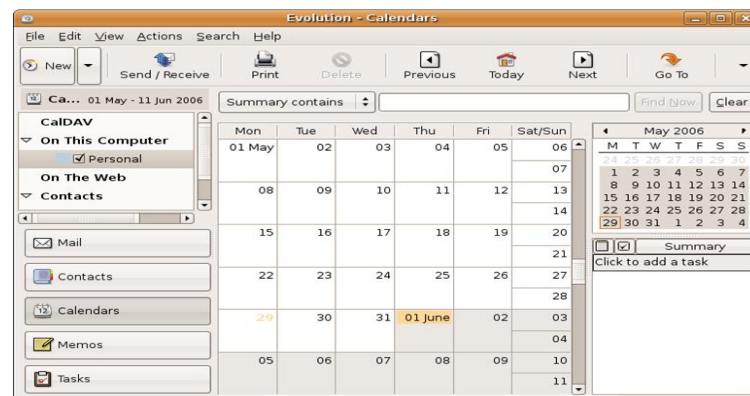 Evolution - Calendars
File Edit View Actions Search Help
New Send / Receive Print Delete Previous Today Next Go To
Ca... 01 May - 11 Jun 2006 Summary contains Find Now Clear
CalDAV
On This Computer
Personal
On The Web
Contacts
Mail
Contacts
Calendars
Memos
Tasks
Mon Tue Wed Thu Fri Sat/Sun
01 May 02 03 04 05 06
07
08 09 10 11 12 13
14
15 16 17 18 19 20
21
22 23 24 25 26 27
28
29 30 31 01 June 02 03
04
05 06 07 08 09 10
11
May 2006
M T W T F S S
24 25 26 27 28 29 30
1 2 3 4 5 6 7
8 9 10 11 12 13 14
15 16 17 18 19 20 21
22 23 24 25 26 27 28
29 30 31 1 2 3 4
Summary
Click to add a task